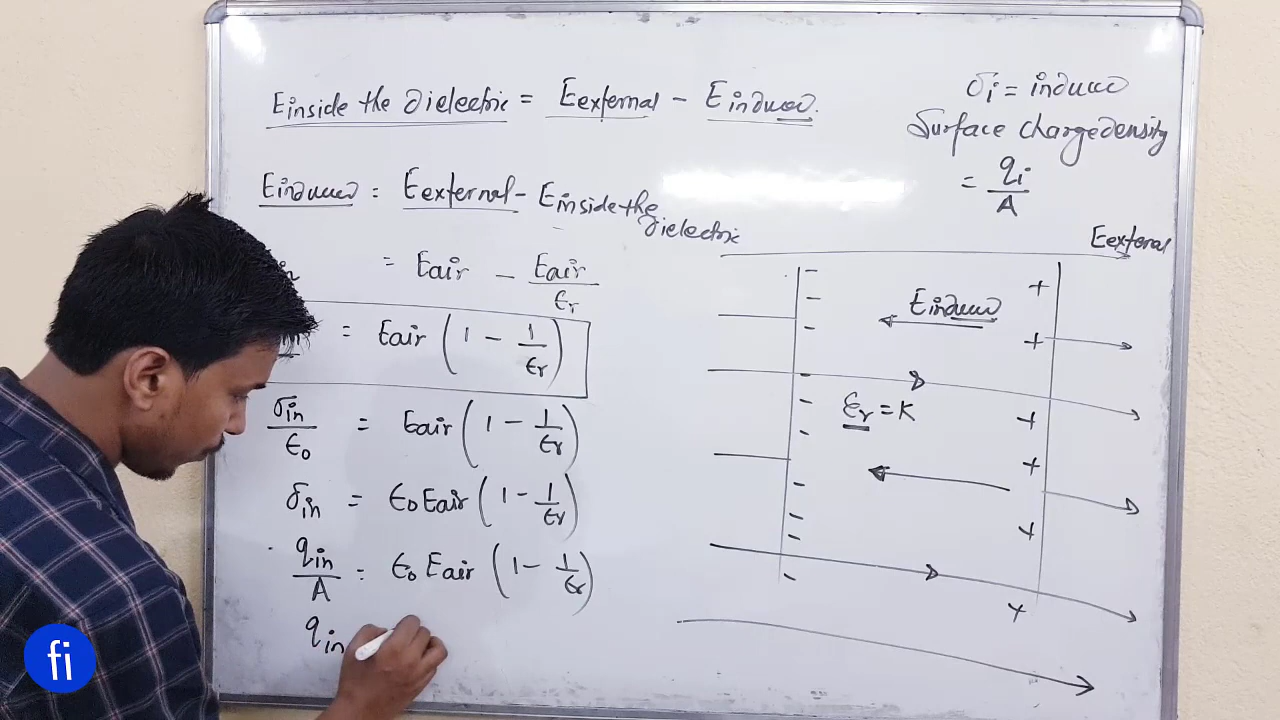 Einside the dielectric = Eexternal - Einduced.
Einduced = Eexternal - Einside the dielectric
in = Eair - Eair/εr
= Eair (1 - 1/εr)
σin/ε0 = Eair (1 - 1/εr)
σin = ε0 Eair (1 - 1/εr)
qin/A = ε0 Eair (1 - 1/εr)
qin
σi = induced
Surface chargedensity
= qi/A
Eexternal
- +
- Einduced
- +
-
- εr = K +
- +
-
- +
-
- +
fi